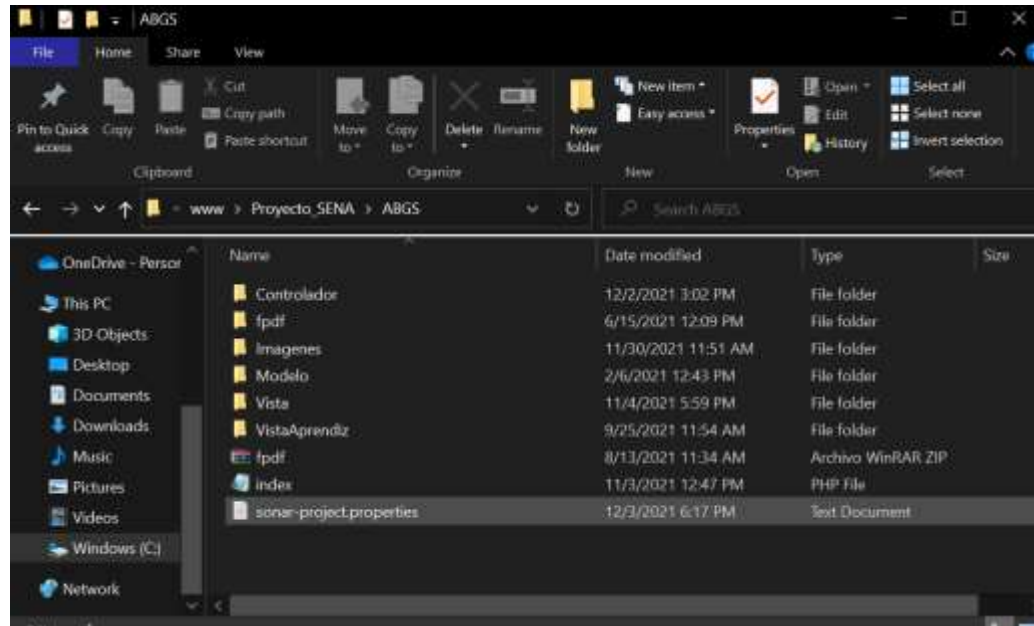 ABGS
File Home Share View
Pin to Quick access
Copy
Paste
Cut
Copy path
Paste shortcut
Move to
Copy to
Delete
Rename
New folder
New item
Easy access
Properties
Open
Edit
History
Select all
Select none
Invert selection
Clipboard Organize New Open Select
www > Proyecto_SENA > ABGS
Search ABGS
Name Date modified Type Size
OneDrive - Person
This PC
3D Objects
Desktop
Documents
Downloads
Music
Pictures
Videos
Windows (C:)
Network
Controlador 12/2/2021 3:02 PM File folder
fpdf 6/15/2021 12:09 PM File folder
Imagenes 11/30/2021 11:51 AM File folder
Modelo 2/6/2021 12:43 PM File folder
Vista 11/4/2021 5:59 PM File folder
VistaAprendiz 9/25/2021 11:54 AM File folder
fpdf 8/13/2021 11:34 AM Archivo WinRAR ZIP
index 11/3/2021 12:47 PM PHP File
sonar-project.properties 12/3/2021 6:17 PM Text Document